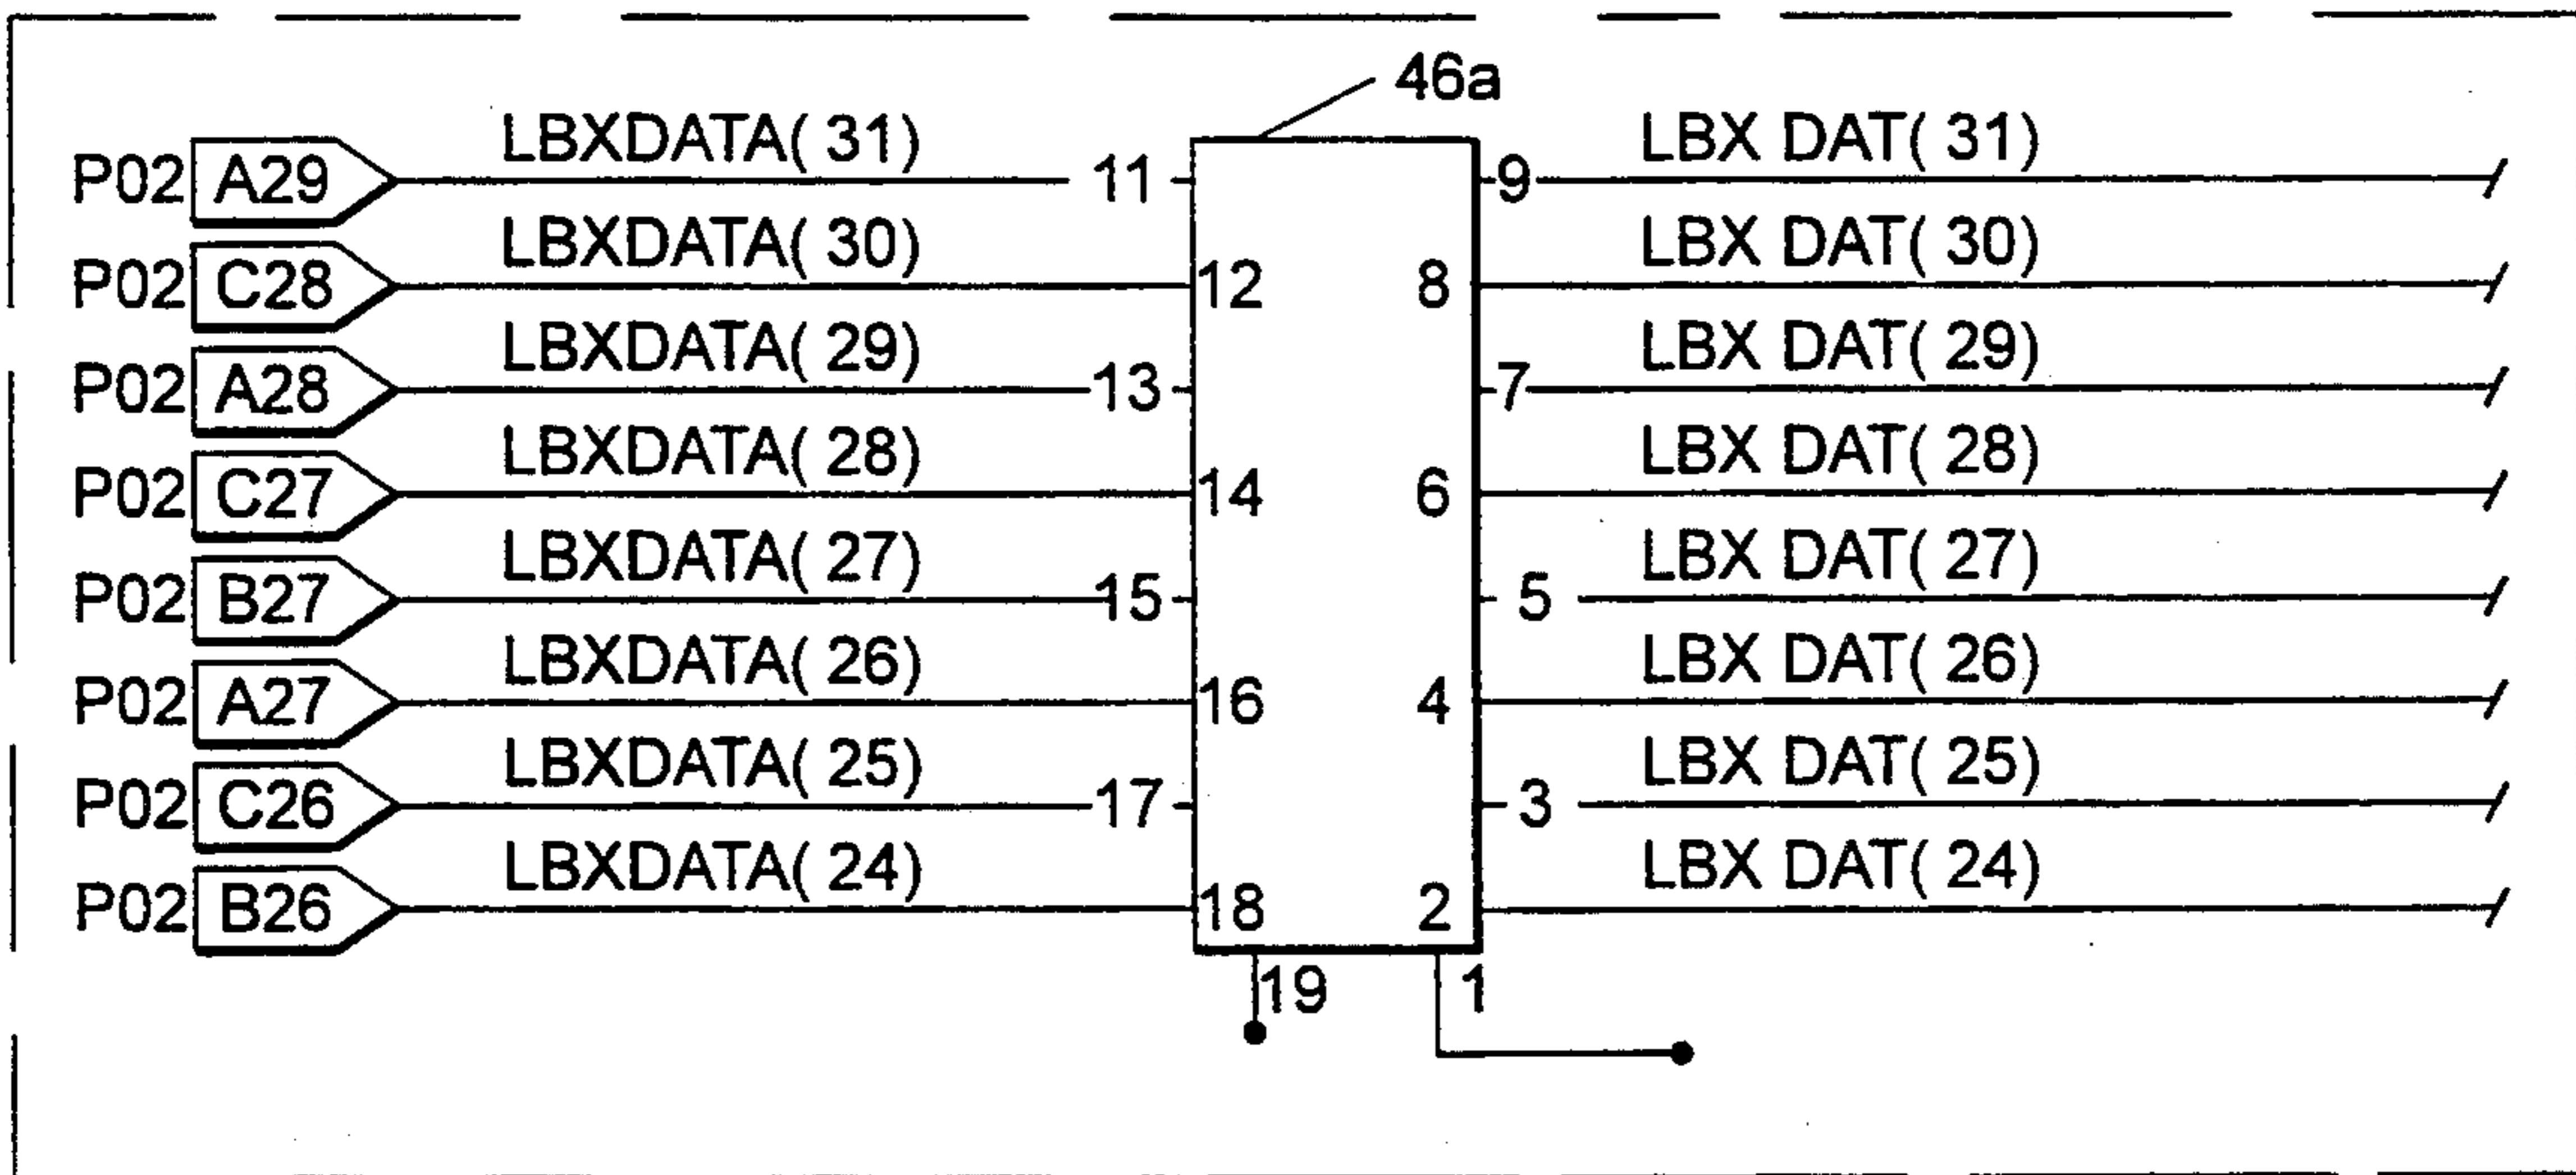 46a
P02 A29 LBXDATA( 31) 11 9 LBX DAT( 31)
P02 C28 LBXDATA( 30) 12 8 LBX DAT( 30)
P02 A28 LBXDATA( 29) 13 7 LBX DAT( 29)
P02 C27 LBXDATA( 28) 14 6 LBX DAT( 28)
P02 B27 LBXDATA( 27) 15 5 LBX DAT( 27)
P02 A27 LBXDATA( 26) 16 4 LBX DAT( 26)
P02 C26 LBXDATA( 25) 17 3 LBX DAT( 25)
P02 B26 LBXDATA( 24) 18 2 LBX DAT( 24)
19 1